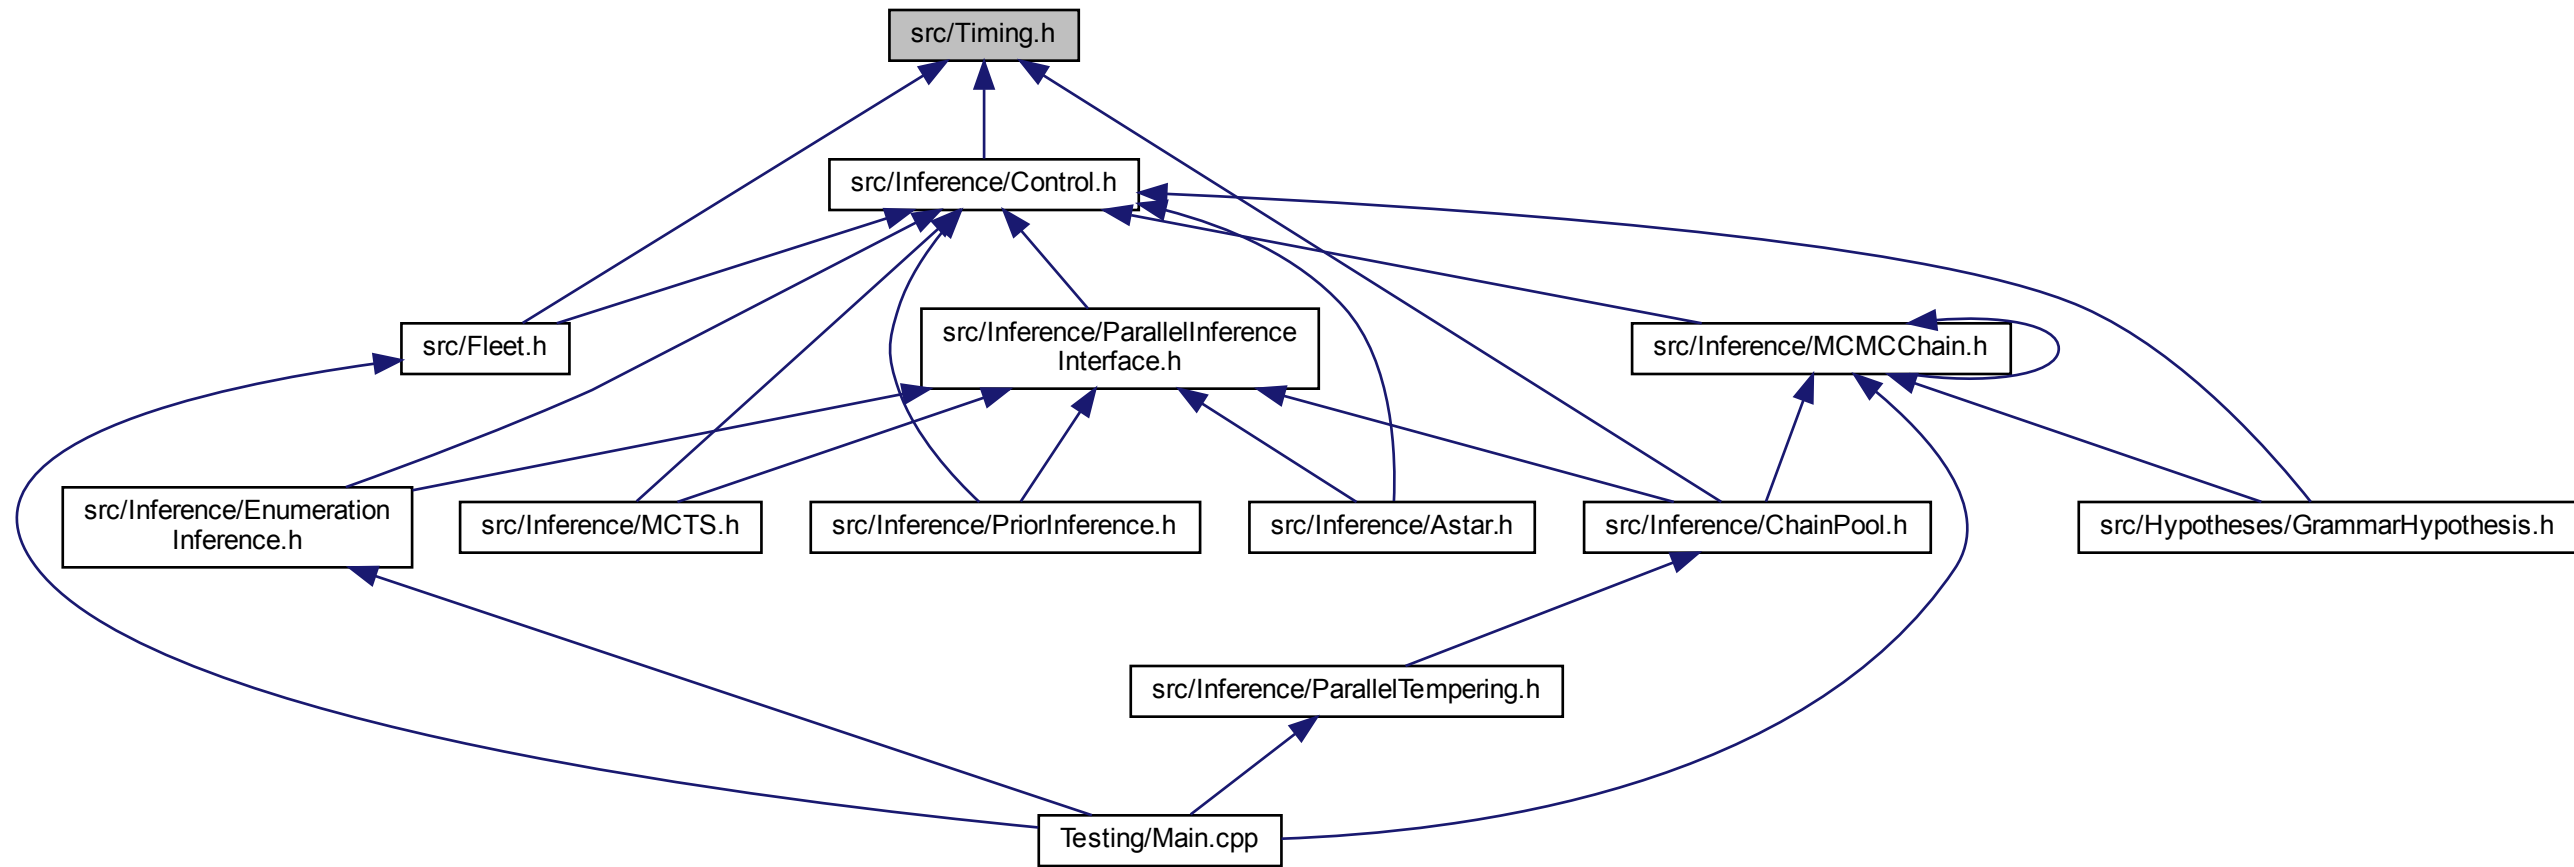 src/Timing.h
src/Inference/Control.h
src/Inference/ParallelInference
Interface.h
src/Inference/MCMCChain.h
src/Fleet.h
src/Inference/Enumeration
Inference.h
src/Inference/MCTS.h
src/Inference/PriorInference.h
src/Inference/Astar.h
src/Inference/ChainPool.h
src/Hypotheses/GrammarHypothesis.h
src/Inference/ParallelTempering.h
Testing/Main.cpp